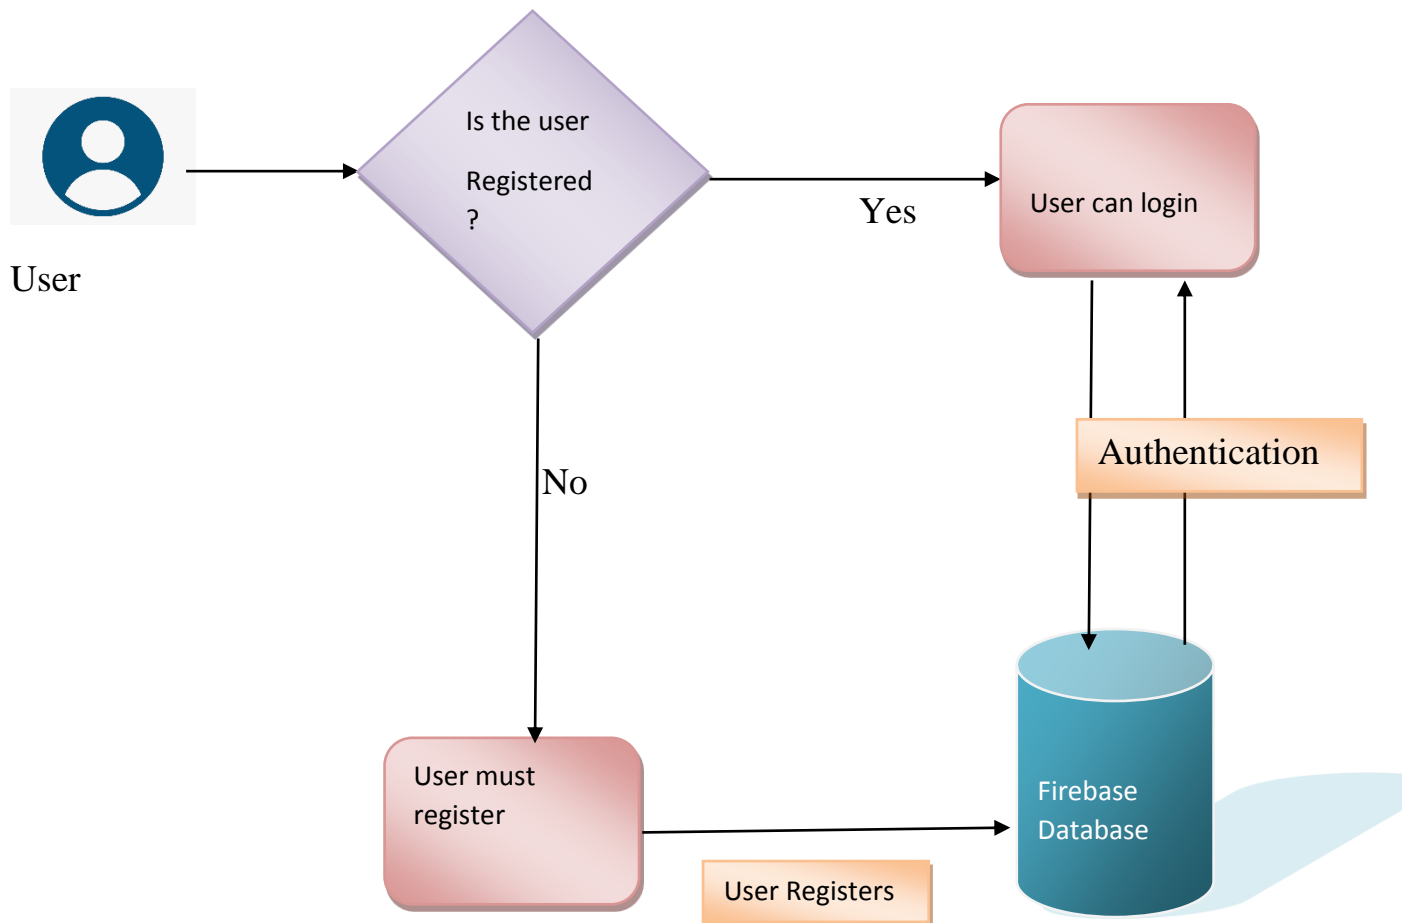 Is the user
Registered
?
User can login
Yes
User
Authentication
No
User must
register
Firebase
Database
User Registers